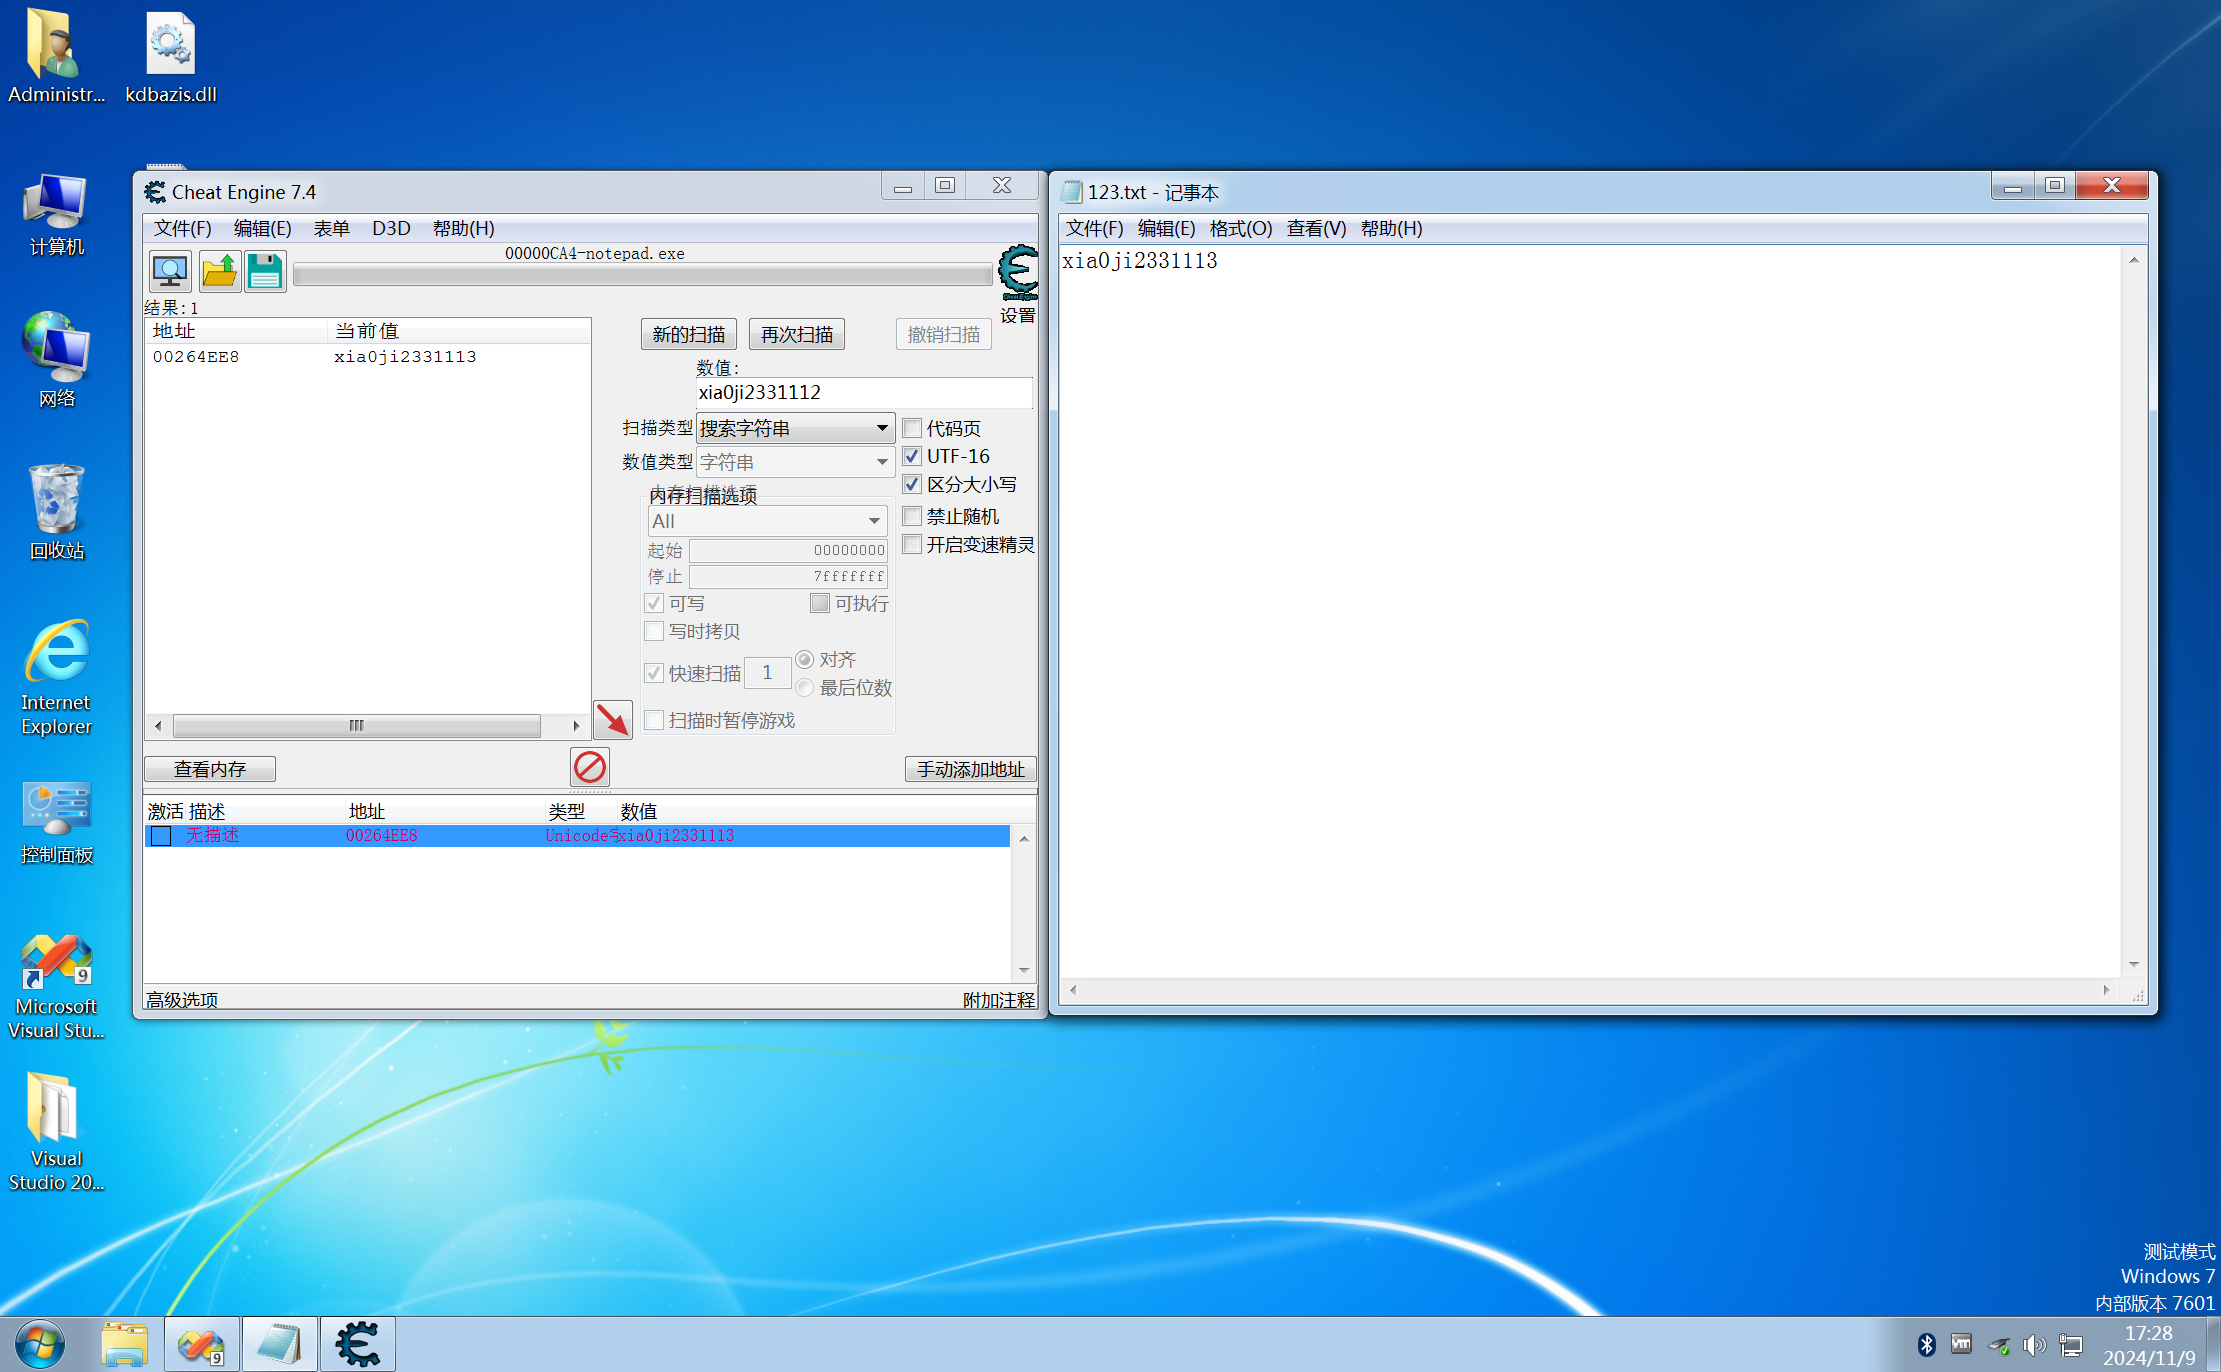 Administr...
kdbazis.dll
计算机
网络
回收站
Internet
Explorer
控制面板
9
Microsoft
Visual Stu...
Visual
Studio 20...
Cheat Engine 7.4
文件(F) 编辑(E) 表单 D3D 帮助(H)
00000CA4-notepad.exe
Cheat Engine
设置
结果:1
地址 当前值
00264EE8 xia0ji2331113
新的扫描 再次扫描 撤销扫描
数值:
xia0ji2331112
扫描类型 搜索字符串 代码页
数值类型 字符串 UTF-16
区分大小写
内存扫描选项
All
禁止随机
起始 00000000
开启变速精灵
停止 7fffffff
可写 可执行
写时拷贝
快速扫描 1 对齐
最后位数
扫描时暂停游戏
查看内存 手动添加地址
激活 描述 地址 类型 数值
无描述 00264EE8 Unicode xia0ji2331113
高级选项 附加注释
123.txt - 记事本
文件(F) 编辑(E) 格式(O) 查看(V) 帮助(H)
xia0ji2331113
测试模式
Windows 7
内部版本 7601
9
vm
17:28
2024/11/9